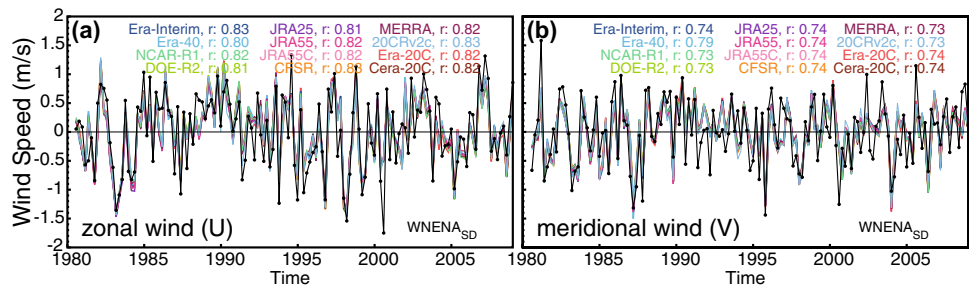 (a) Era-Interim, r: 0.83 JRA25, r: 0.81 MERRA, r: 0.82
Era-40, r: 0.80 JRA55, r: 0.82 20CRv2c, r: 0.83
NCAR-R1, r: 0.82 JRA55C, r: 0.82 Era-20C, r: 0.82
DOE-R2, r: 0.81 CFSR, r: 0.83 Cera-20C, r: 0.82
Wind Speed (m/s)
2
1.5
1
0.5
0
-0.5
-1
-1.5
-2
zonal wind (U) WNENA_SD
1980 1985 1990 1995 2000 2005
Time
(b) Era-Interim, r: 0.74 JRA25, r: 0.74 MERRA, r: 0.73
Era-40, r: 0.79 JRA55, r: 0.74 20CRv2c, r: 0.73
NCAR-R1, r: 0.73 JRA55C, r: 0.74 Era-20C, r: 0.74
DOE-R2, r: 0.73 CFSR, r: 0.74 Cera-20C, r: 0.74
meridional wind (V) WNENA_SD
1980 1985 1990 1995 2000 2005
Time